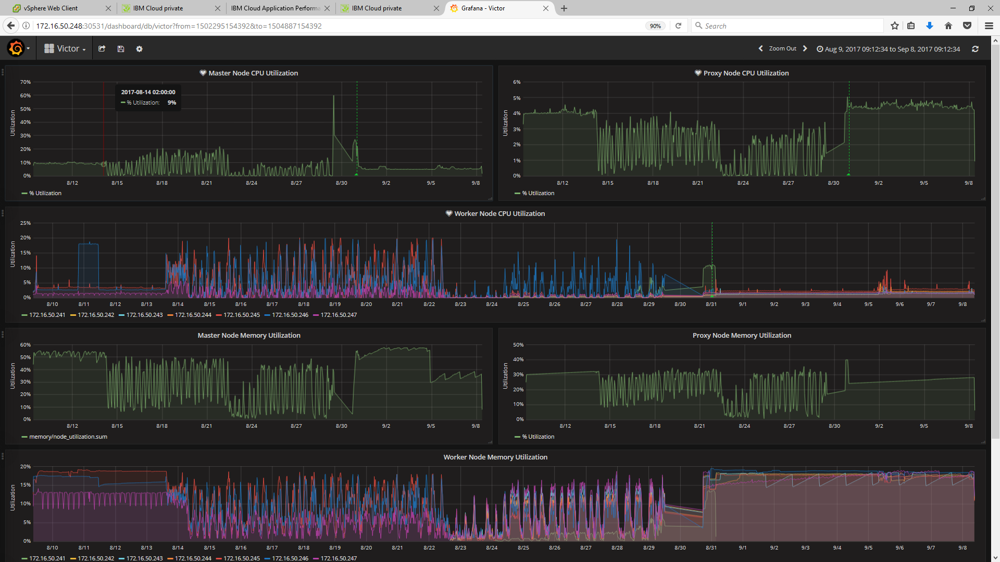 vSphere Web Client
IBM Cloud private
IBM Cloud Application Performa
IBM Cloud private
Grafana - Victor
172.16.50.248:30531/dashboard/db/victor?from=1502295154392&to=1504887154392
90%
Search
Victor
Zoom Out
Aug 9, 2017 09:12:34 to Sep 8, 2017 09:12:34
Master Node CPU Utilization
70%
60%
50%
40%
30%
20%
10%
0%
Utilization
2017-08-14 02:00:00
% Utilization: 9%
8/12 8/15 8/18 8/21 8/24 8/27 8/30 9/2 9/5 9/8
% Utilization
Proxy Node CPU Utilization
6%
5%
4%
3%
2%
1%
0%
Utilization
8/12 8/15 8/18 8/21 8/24 8/27 8/30 9/2 9/5 9/8
% Utilization
Worker Node CPU Utilization
25%
20%
15%
10%
5%
0%
Utilization
8/10 8/11 8/12 8/13 8/14 8/15 8/16 8/17 8/18 8/19 8/20 8/21 8/22 8/23 8/24 8/25 8/26 8/27 8/28 8/29 8/30 8/31 9/1 9/2 9/3 9/4 9/5 9/6 9/7 9/8
172.16.50.241 172.16.50.242 172.16.50.243 172.16.50.244 172.16.50.245 172.16.50.246 172.16.50.247
Master Node Memory Utilization
60%
50%
40%
30%
20%
10%
0%
Utilization
8/12 8/15 8/18 8/21 8/24 8/27 8/30 9/2 9/5 9/8
memory/node_utilization.sum
Proxy Node Memory Utilization
50%
40%
30%
20%
10%
0%
Utilization
8/12 8/15 8/18 8/21 8/24 8/27 8/30 9/2 9/5 9/8
% Utilization
Worker Node Memory Utilization
20%
15%
10%
5%
0%
Utilization
8/10 8/11 8/12 8/13 8/14 8/15 8/16 8/17 8/18 8/19 8/20 8/21 8/22 8/23 8/24 8/25 8/26 8/27 8/28 8/29 8/30 8/31 9/1 9/2 9/3 9/4 9/5 9/6 9/7 9/8
172.16.50.241 172.16.50.242 172.16.50.243 172.16.50.244 172.16.50.245 172.16.50.246 172.16.50.247